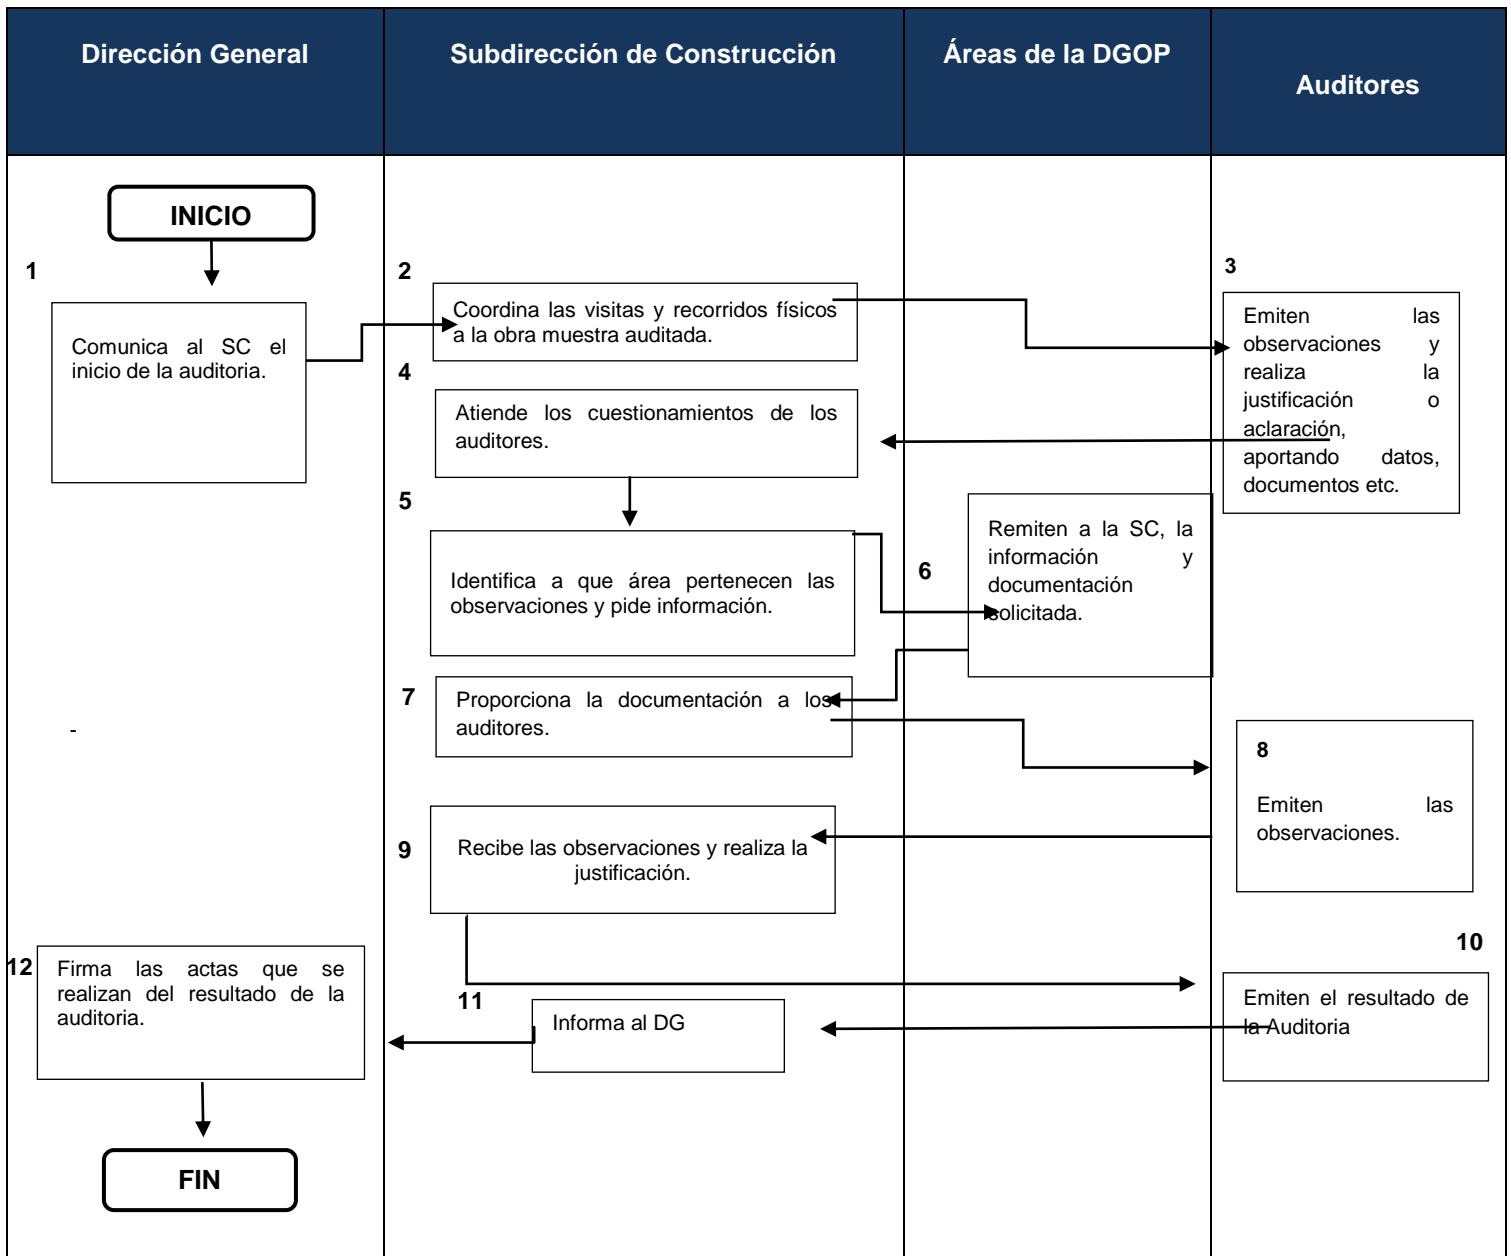 Dirección General
Subdirección de Construcción
Áreas de la DGOP
Auditores
INICIO
1
Comunica al SC el
inicio de la auditoria.
2
Coordina las visitas y recorridos físicos
a la obra muestra auditada.
3
Emiten las
observaciones y
realiza la
justificación o
aclaración,
aportando datos,
documentos etc.
4
Atiende los cuestionamientos de los
auditores.
5
Identifica a que área pertenecen las
observaciones y pide información.
6
Remiten a la SC, la
información y
documentación
solicitada.
7
Proporciona la documentación a los
auditores.
-
8
Emiten las
observaciones.
9
Recibe las observaciones y realiza la
justificación.
10
Emiten el resultado de
la Auditoria
11
Informa al DG
12
Firma las actas que se
realizan del resultado de la
auditoria.
FIN